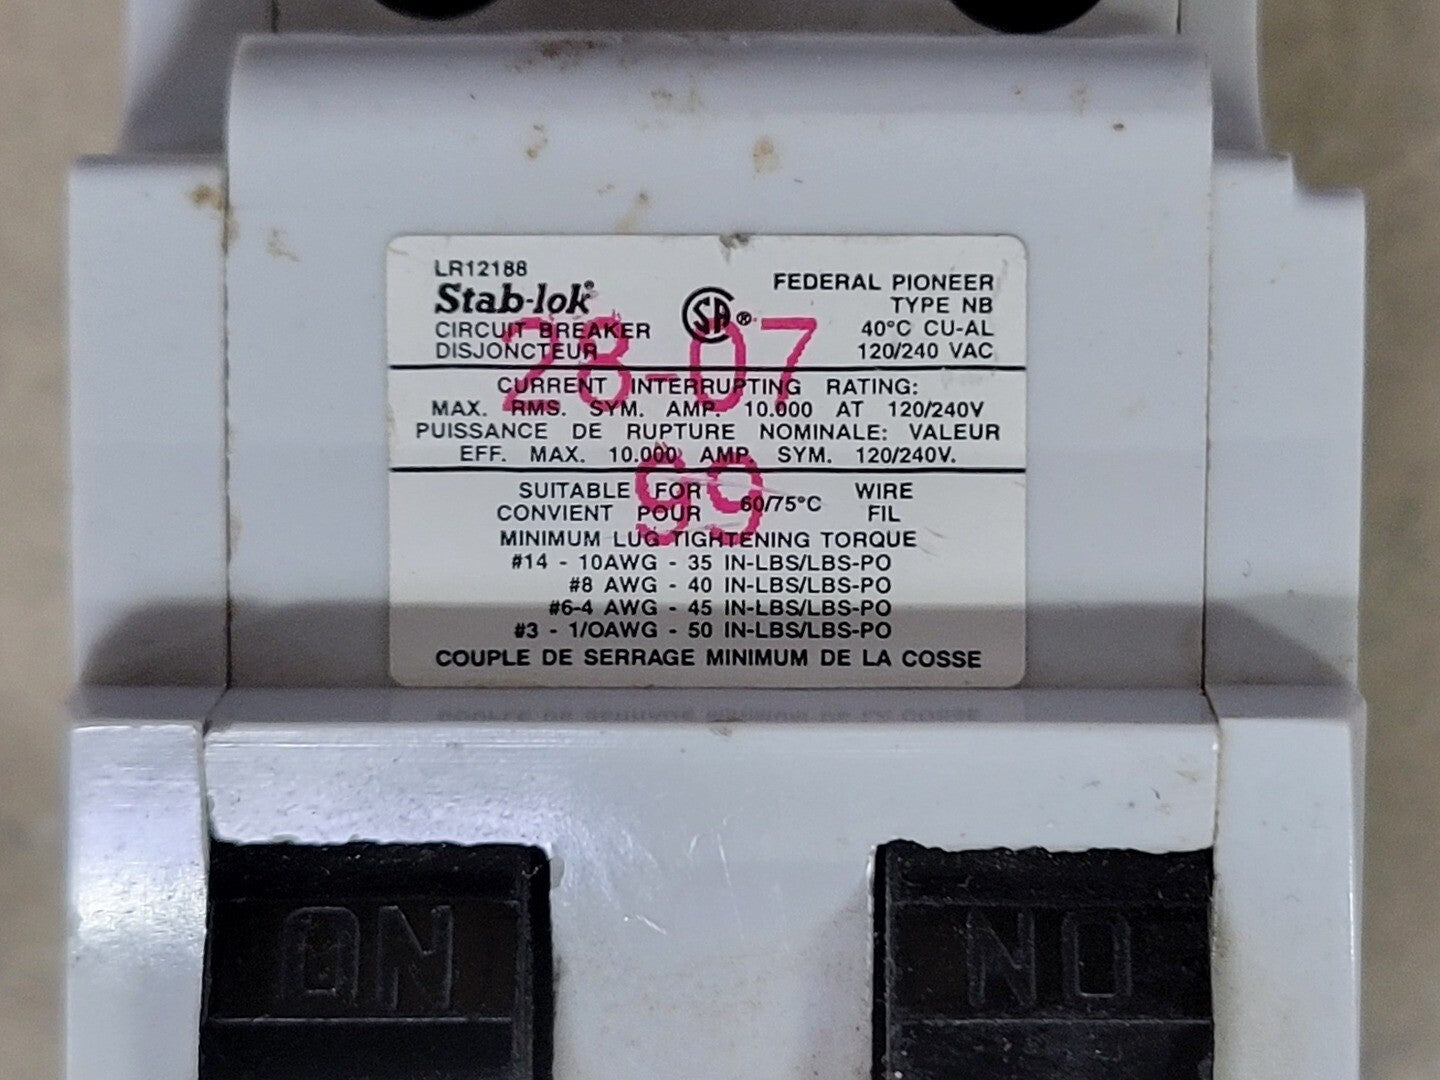 LR12188
Stab-lok®
CIRCUIT BREAKER
DISJONCTEUR
SA®
FEDERAL PIONEER
TYPE NB
40°C CU-AL
120/240 VAC
28-07
99
CURRENT INTERRUPTING RATING:
MAX. RMS. SYM. AMP. 10.000 AT 120/240V
PUISSANCE DE RUPTURE NOMINALE: VALEUR
EFF. MAX. 10.000 AMP. SYM. 120/240V.
SUITABLE FOR 60/75°C WIRE
CONVIENT POUR FIL
MINIMUM LUG TIGHTENING TORQUE
#14 - 10AWG - 35 IN-LBS/LBS-PO
#8 AWG - 40 IN-LBS/LBS-PO
#6-4 AWG - 45 IN-LBS/LBS-PO
#3 - 1/OAWG - 50 IN-LBS/LBS-PO
COUPLE DE SERRAGE MINIMUM DE LA COSSE
ON
NO